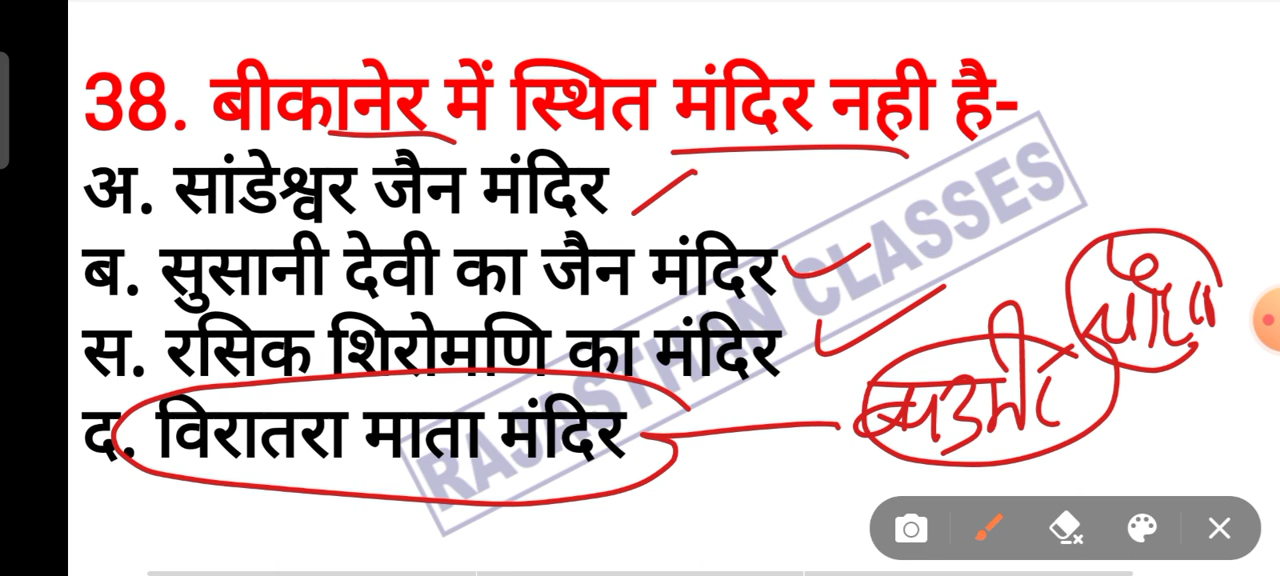 38. बीकानेर में स्थित मंदिर नही है-
अ. सांडेश्वर जैन मंदिर
ब. सुसानी देवी का जैन मंदिर
स. रसिक शिरोमणि का मंदिर
द. विरातरा माता मंदिर
RAJASTHAN CLASSES